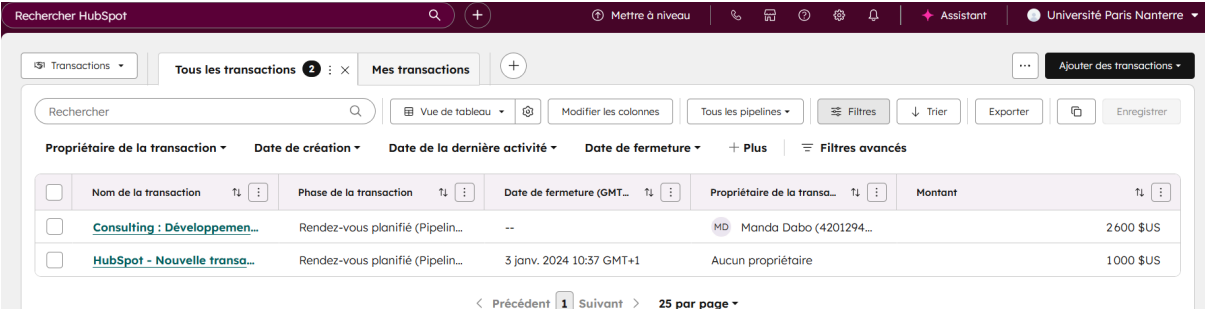 Rechercher HubSpot Mettre à niveau Assistant Université Paris Nanterre
Transactions Tous les transactions 2 Mes transactions Ajouter des transactions
Rechercher Vue de tableau Modifier les colonnes Tous les pipelines Filtres Trier Exporter Enregistrer
Propriétaire de la transaction Date de création Date de la dernière activité Date de fermeture + Plus Filtres avancés
Nom de la transaction Phase de la transaction Date de fermeture (GMT... Propriétaire de la transa... Montant
Consulting : Développemen... Rendez-vous planifié (Pipelin... -- MD Manda Dabo (4201294... 2 600 $US
HubSpot - Nouvelle transa... Rendez-vous planifié (Pipelin... 3 janv. 2024 10:37 GMT+1 Aucun propriétaire 1 000 $US
< Précédent 1 Suivant > 25 par page